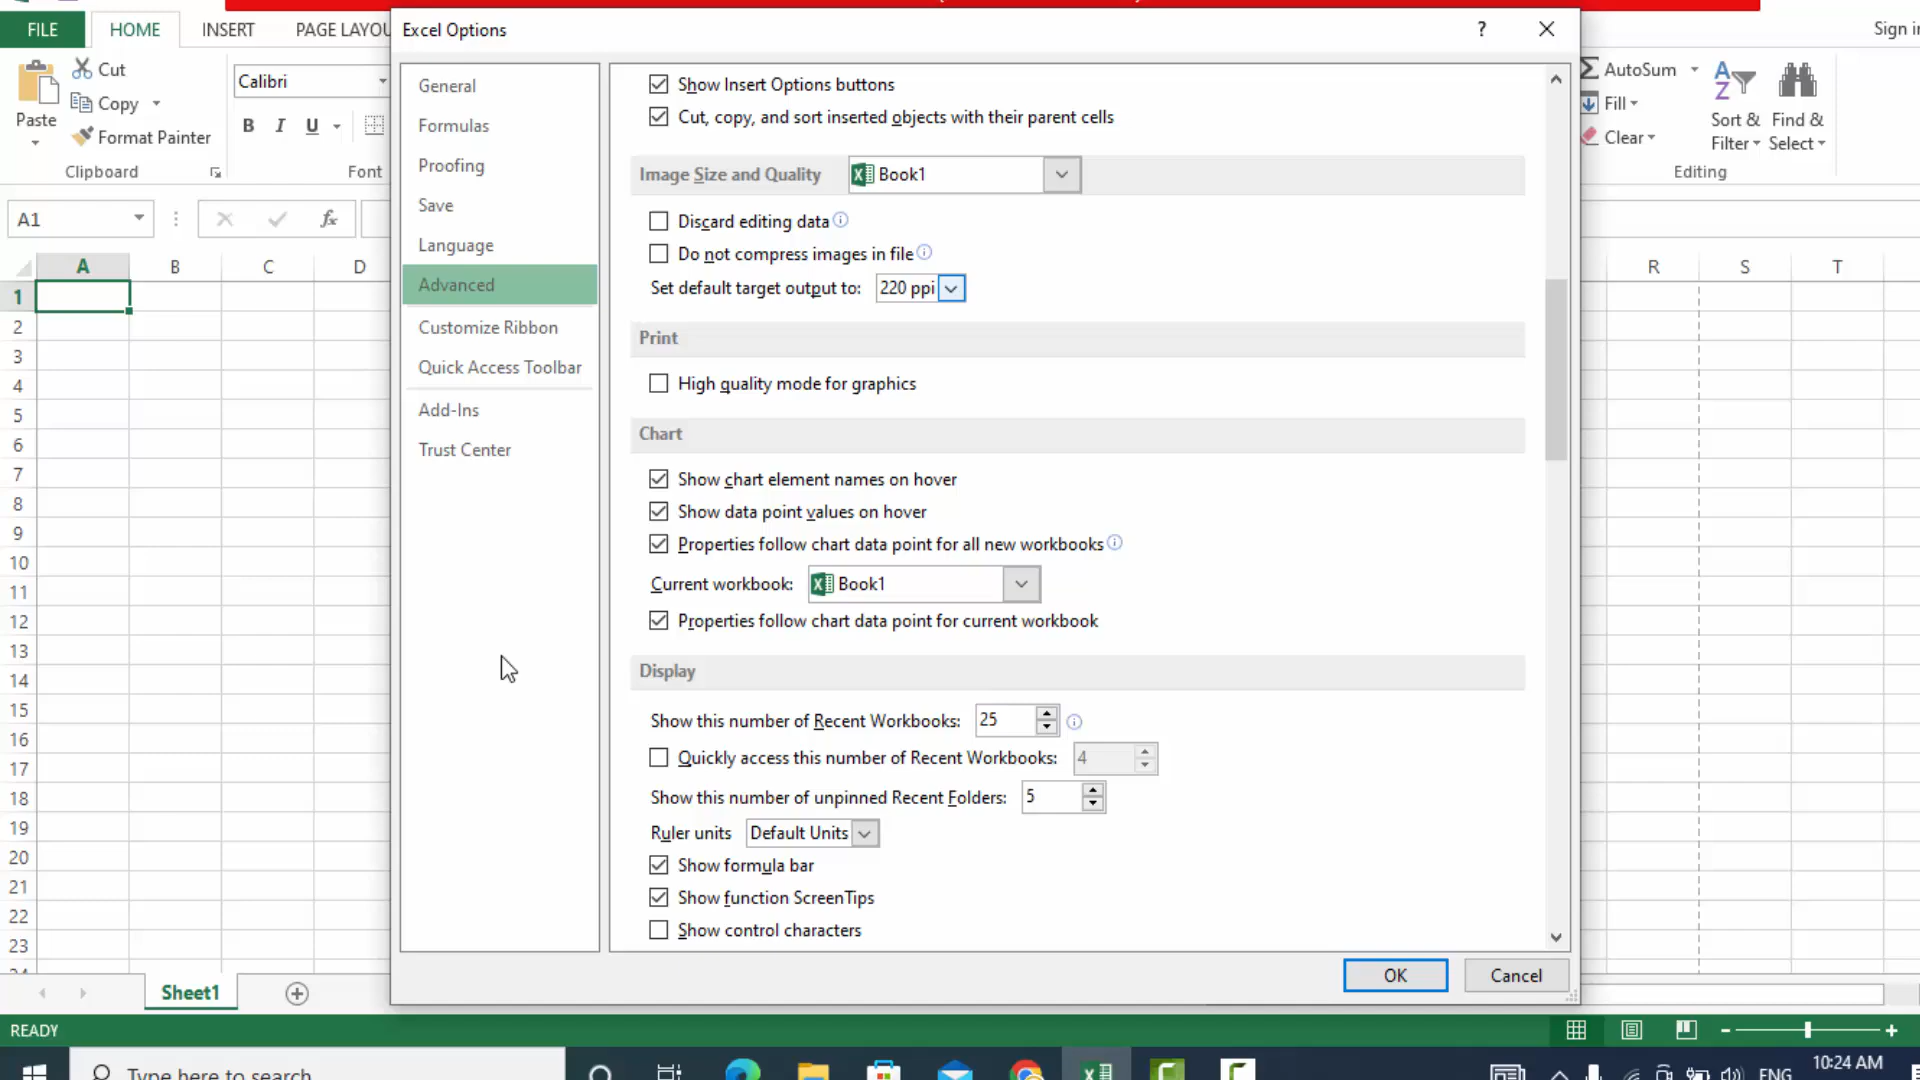 FILE
HOME
INSERT
PAGE LAYOU
Excel Options
?
Sign in
Cut
Copy
Paste
Format Painter
Clipboard
Calibri
B I U
Font
AutoSum
Fill
Clear
Sort &
Filter
Find &
Select
Editing
A1
fx
A B C D R S T
1
2
3
4
5
6
7
8
9
10
11
12
13
14
15
16
17
18
19
20
21
22
23
General
Formulas
Proofing
Save
Language
Advanced
Customize Ribbon
Quick Access Toolbar
Add-Ins
Trust Center
Show Insert Options buttons
Cut, copy, and sort inserted objects with their parent cells
Image Size and Quality Book1
Discard editing data
Do not compress images in file
Set default target output to: 220 ppi
Print
High quality mode for graphics
Chart
Show chart element names on hover
Show data point values on hover
Properties follow chart data point for all new workbooks
Current workbook: Book1
Properties follow chart data point for current workbook
Display
Show this number of Recent Workbooks: 25
Quickly access this number of Recent Workbooks: 4
Show this number of unpinned Recent Folders: 5
Ruler units Default Units
Show formula bar
Show function ScreenTips
Show control characters
OK
Cancel
Sheet1
READY
Type here to search
ENG
10:24 AM